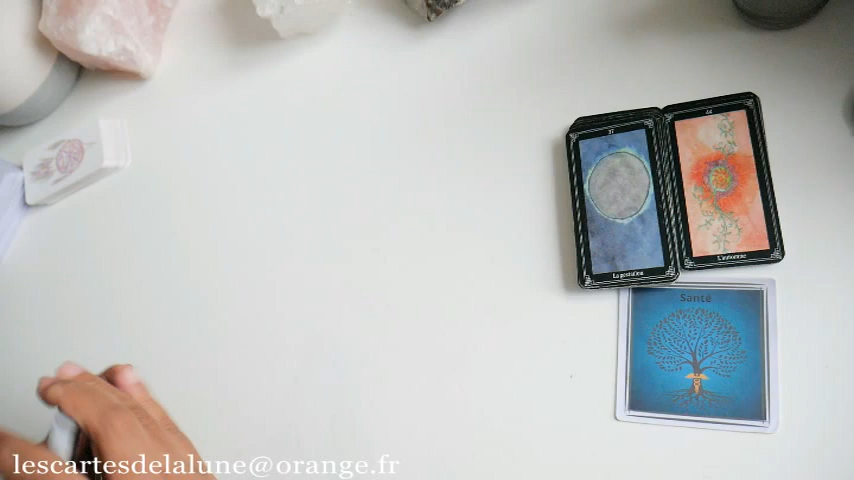 37
La gestation
44
L'automne
Santé
lescartesdelalune@orange.fr